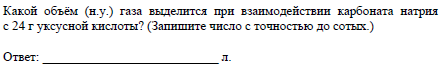 Какой объём (н.у.) газа выделится при взаимодействии карбоната натрия
с 24 г уксусной кислоты? (Запишите число с точностью до сотых.)
Ответ: ___________________________ л.